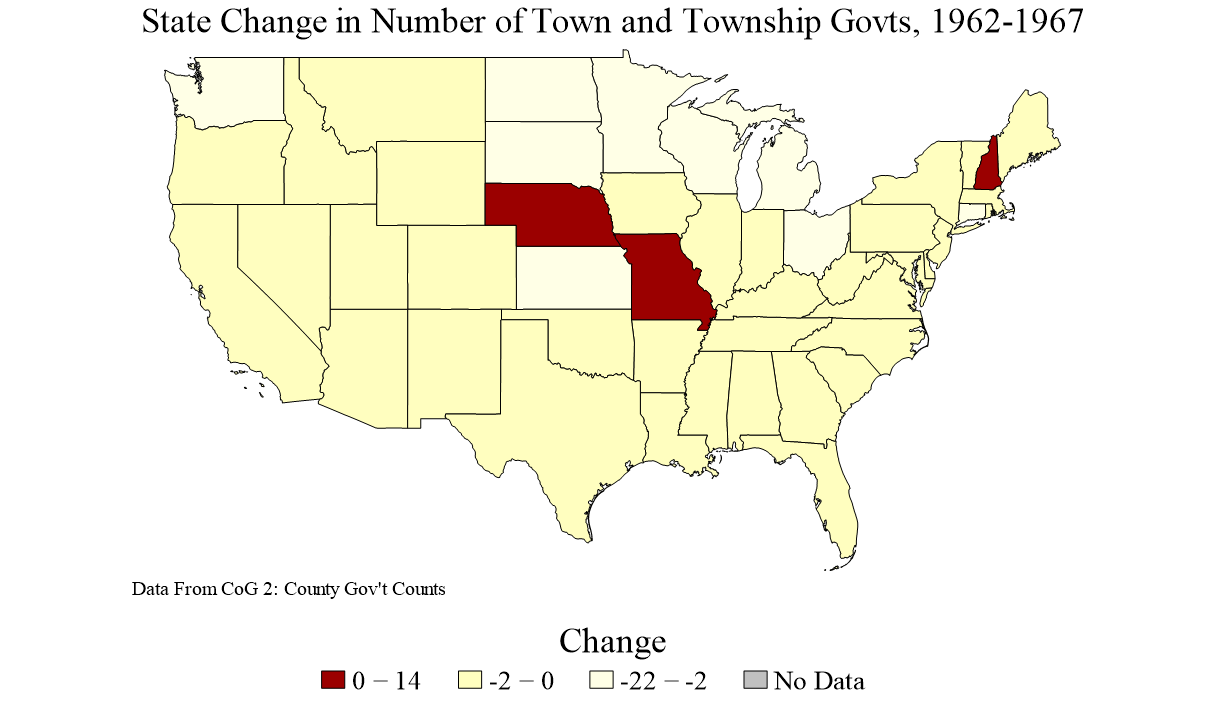 State Change in Number of Town and Township Govts, 1962-1967
Data From CoG 2: County Gov't Counts
Change
0 − 14 -2 − 0 -22 − -2 No Data